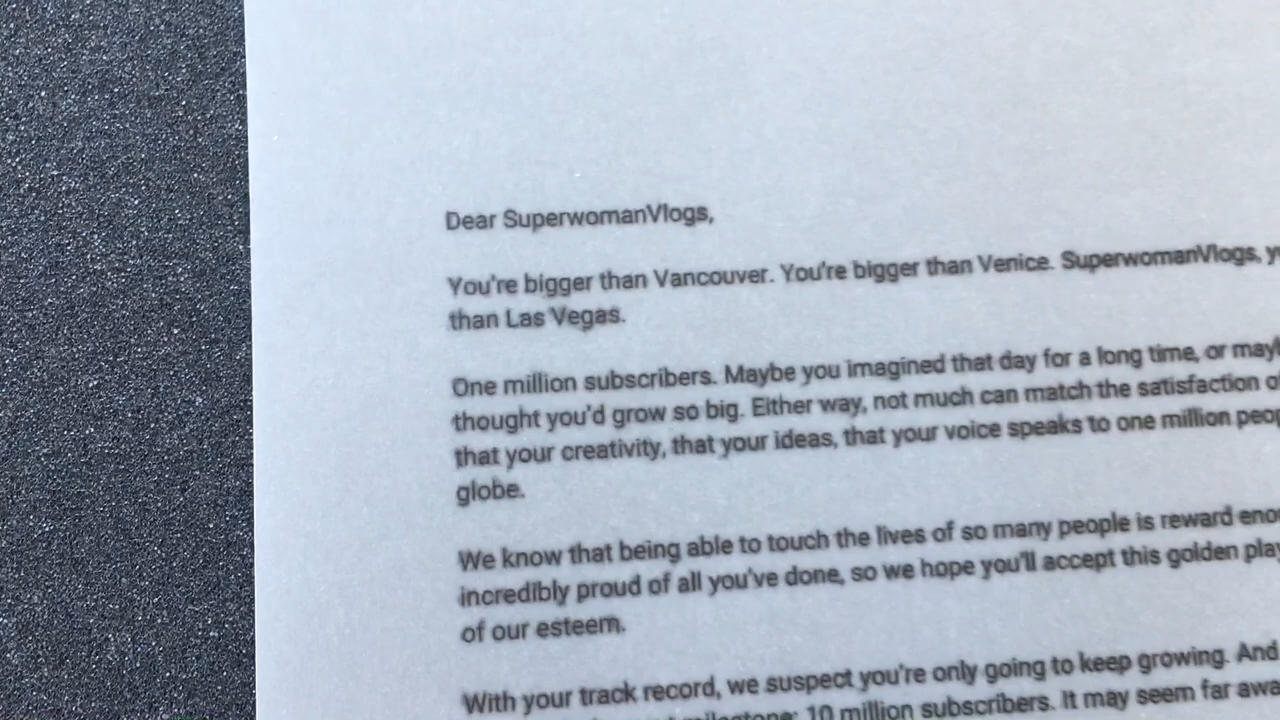 Dear SuperwomanVlogs,
You're bigger than Vancouver. You're bigger than Venice. SuperwomanVlogs,
than Las Vegas.
One million subscribers. Maybe you imagined that day for a long time, or
thought you'd grow so big. Either way, not much can match the satisfaction
that your creativity, that your ideas, that your voice speaks to one million
globe.
We know that being able to touch the lives of so many people is reward
incredibly proud of all you've done, so we hope you'll accept this golden
of our esteem.
With your track record, we suspect you're only going to keep growing. And
milestone: 10 million subscribers. It may seem far